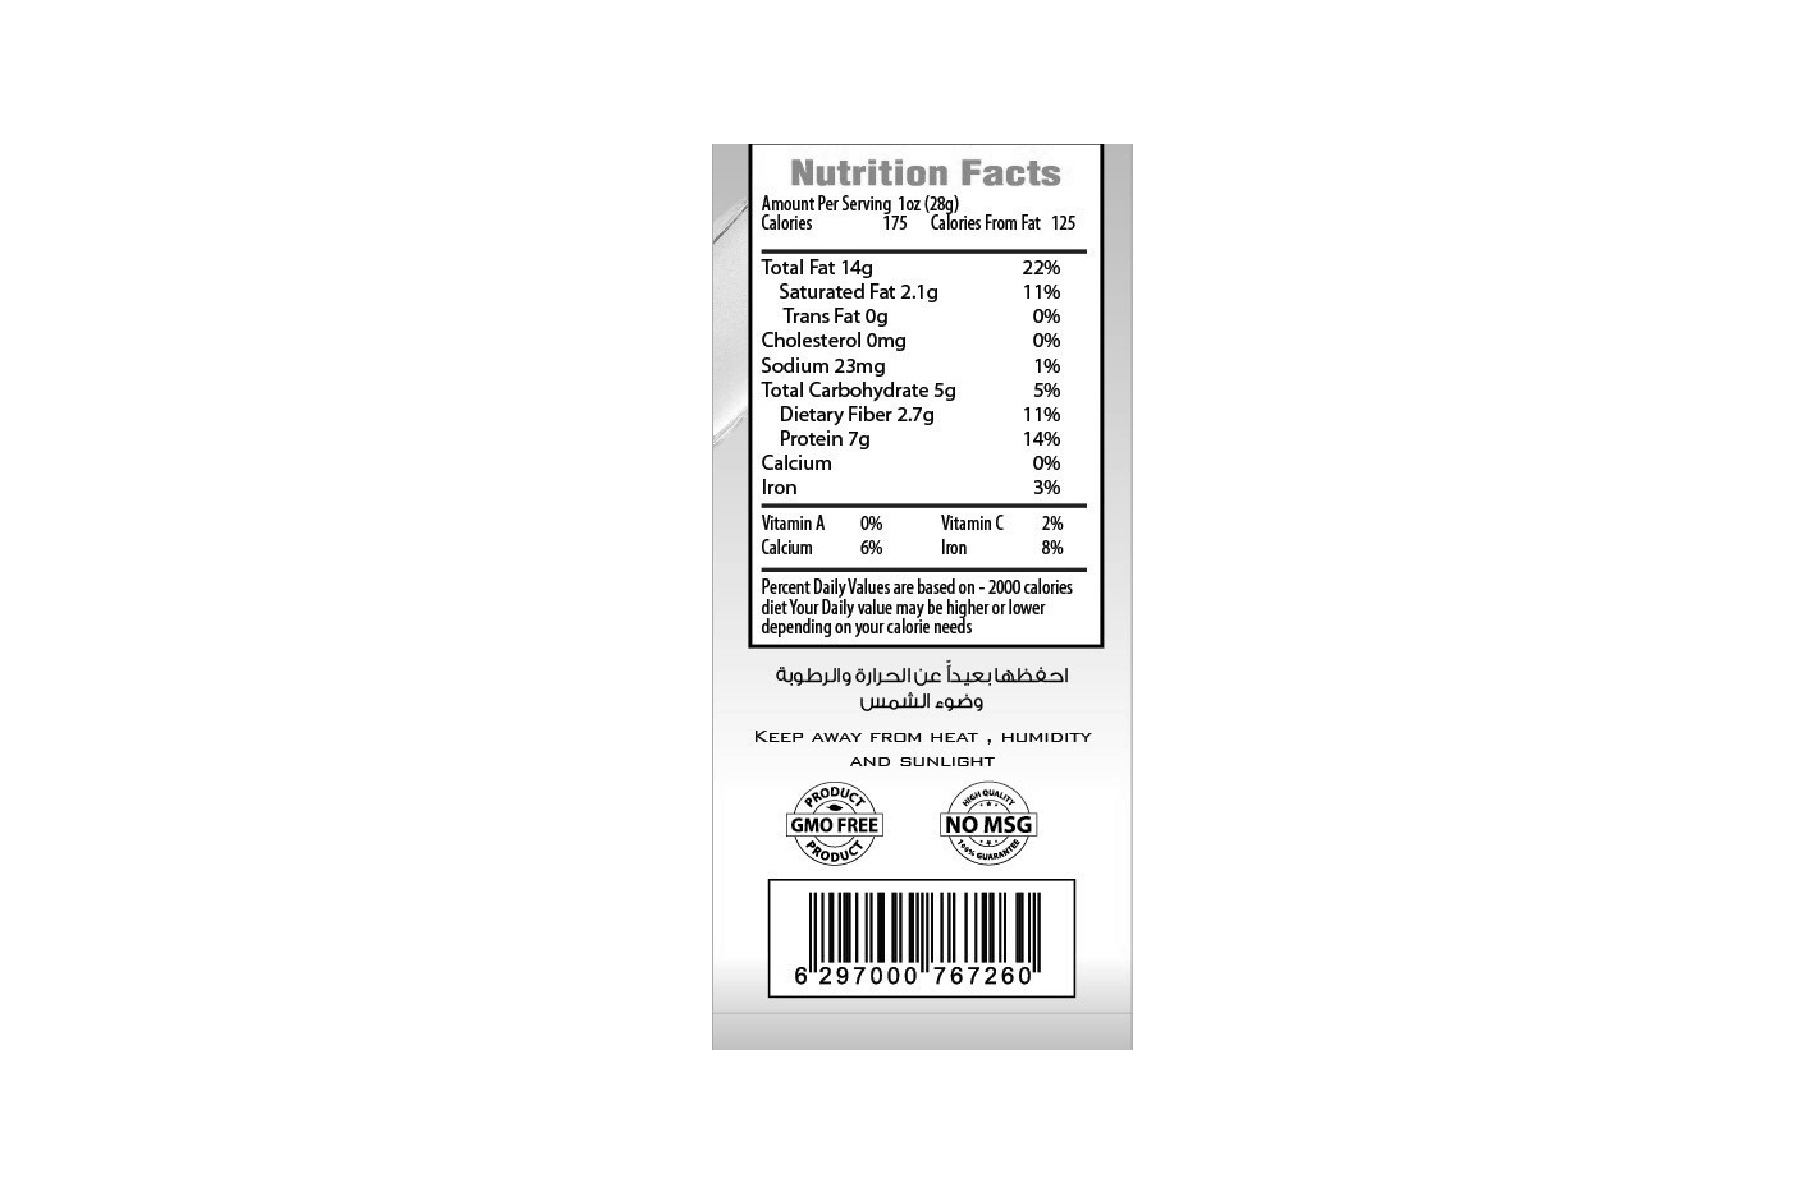 Nutrition Facts
Amount Per Serving 1oz (28g)
Calories 175 Calories From Fat 125
Total Fat 14g 22%
Saturated Fat 2.1g 11%
Trans Fat 0g 0%
Cholesterol 0mg 0%
Sodium 23mg 1%
Total Carbohydrate 5g 5%
Dietary Fiber 2.7g 11%
Protein 7g 14%
Calcium 0%
Iron 3%
Vitamin A 0% Vitamin C 2%
Calcium 6% Iron 8%
Percent Daily Values are based on - 2000 calories
diet Your Daily value may be higher or lower
depending on your calorie needs
احفظها بعيداً عن الحرارة والرطوبة
وضوء الشمس
KEEP AWAY FROM HEAT , HUMIDITY
AND SUNLIGHT
PRODUCT
GMO FREE
PRODUCT
HIGH QUALITY
NO MSG
100% GUARANTEE
6 297000 767260